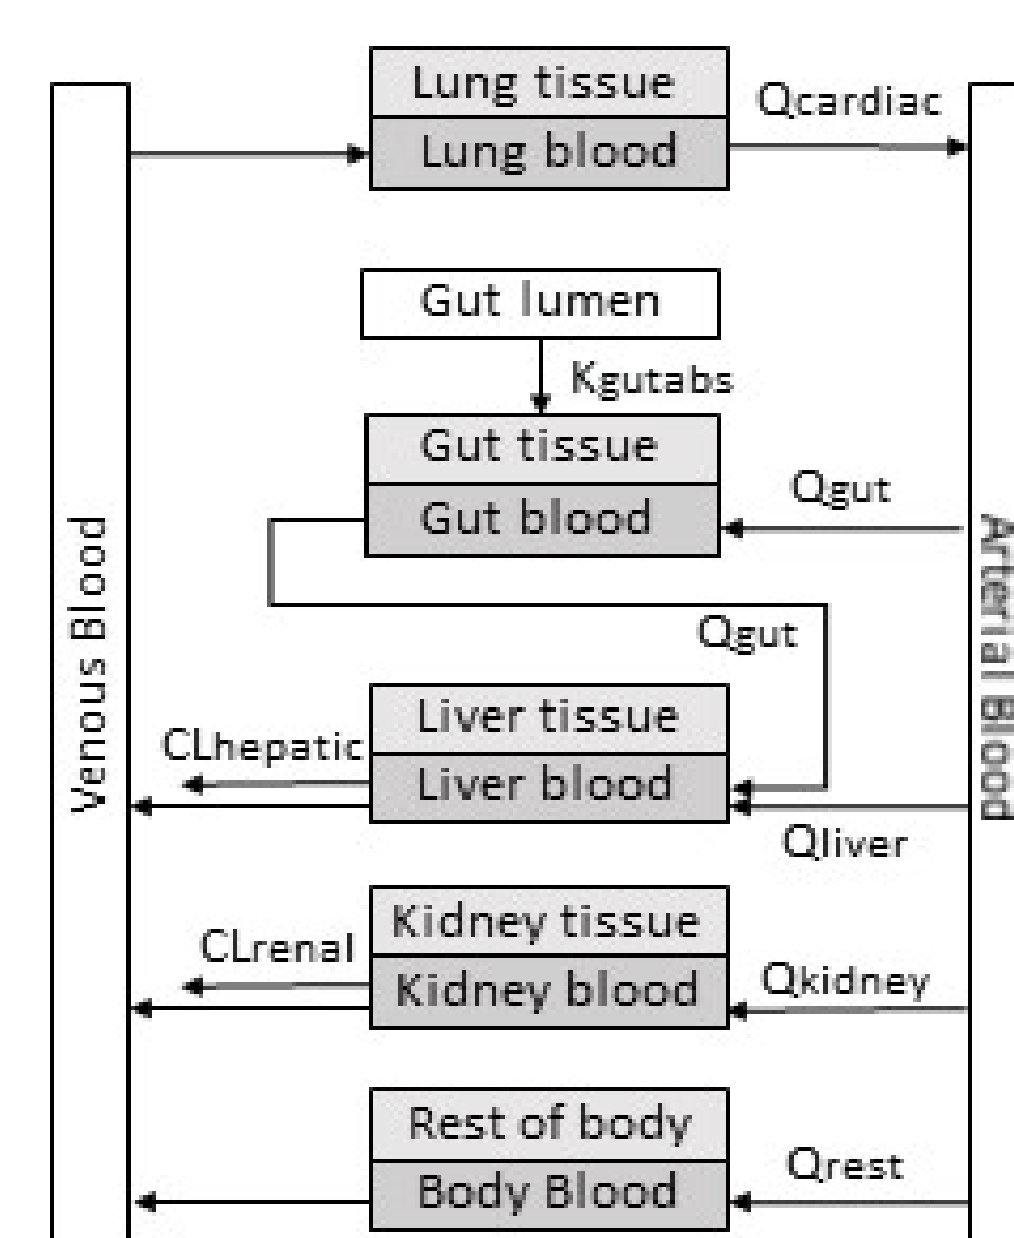 Lung tissue
Qcardiac
Lung blood
Gut lumen
Kgutabs
Gut tissue
Qgut
Gut blood
Venous Blood
Arterial Blood
Qgut
Liver tissue
CLhepatic
Liver blood
Qliver
Kidney tissue
CLrenal
Qkidney
Kidney blood
Rest of body
Qrest
Body Blood